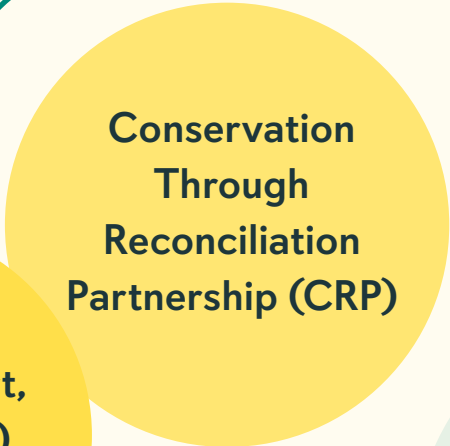 Conservation
Through
Reconciliation
Partnership (CRP)
t,
)